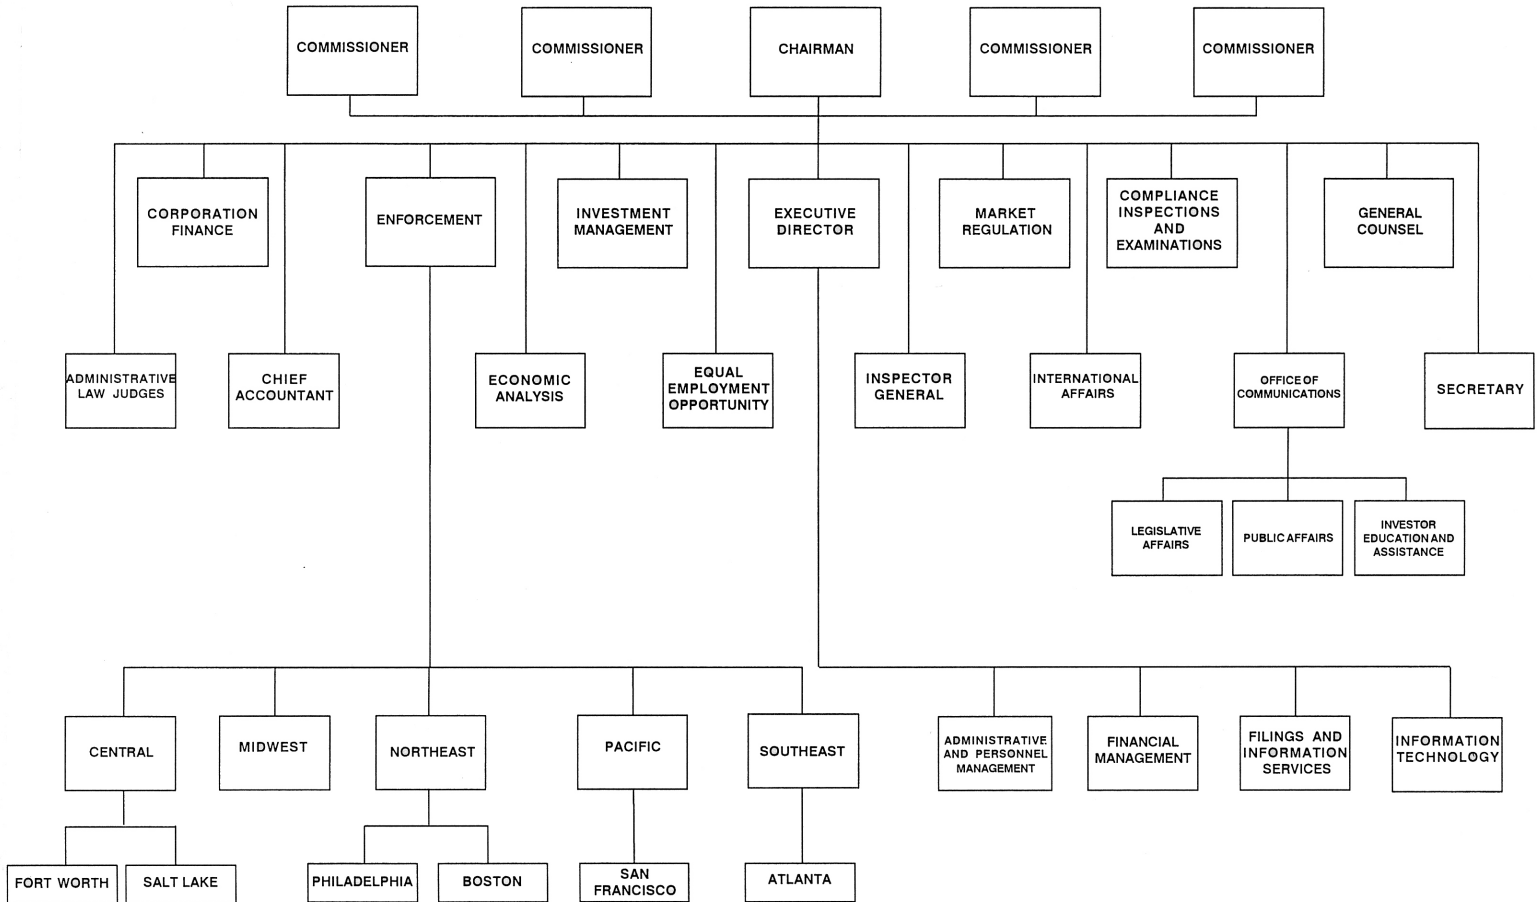 COMMISSIONER
COMMISSIONER
CHAIRMAN
COMMISSIONER
COMMISSIONER
CORPORATION
FINANCE
ENFORCEMENT
INVESTMENT
MANAGEMENT
EXECUTIVE
DIRECTOR
MARKET
REGULATION
COMPLIANCE
INSPECTIONS
AND
EXAMINATIONS
GENERAL
COUNSEL
ADMINISTRATIVE
LAW JUDGES
CHIEF
ACCOUNTANT
ECONOMIC
ANALYSIS
EQUAL
EMPLOYMENT
OPPORTUNITY
INSPECTOR
GENERAL
INTERNATIONAL
AFFAIRS
OFFICE OF
COMMUNICATIONS
SECRETARY
LEGISLATIVE
AFFAIRS
PUBLIC AFFAIRS
INVESTOR
EDUCATION AND
ASSISTANCE
CENTRAL
MIDWEST
NORTHEAST
PACIFIC
SOUTHEAST
ADMINISTRATIVE
AND PERSONNEL
MANAGEMENT
FINANCIAL
MANAGEMENT
FILINGS AND
INFORMATION
SERVICES
INFORMATION
TECHNOLOGY
FORT WORTH
SALT LAKE
PHILADELPHIA
BOSTON
SAN
FRANCISCO
ATLANTA